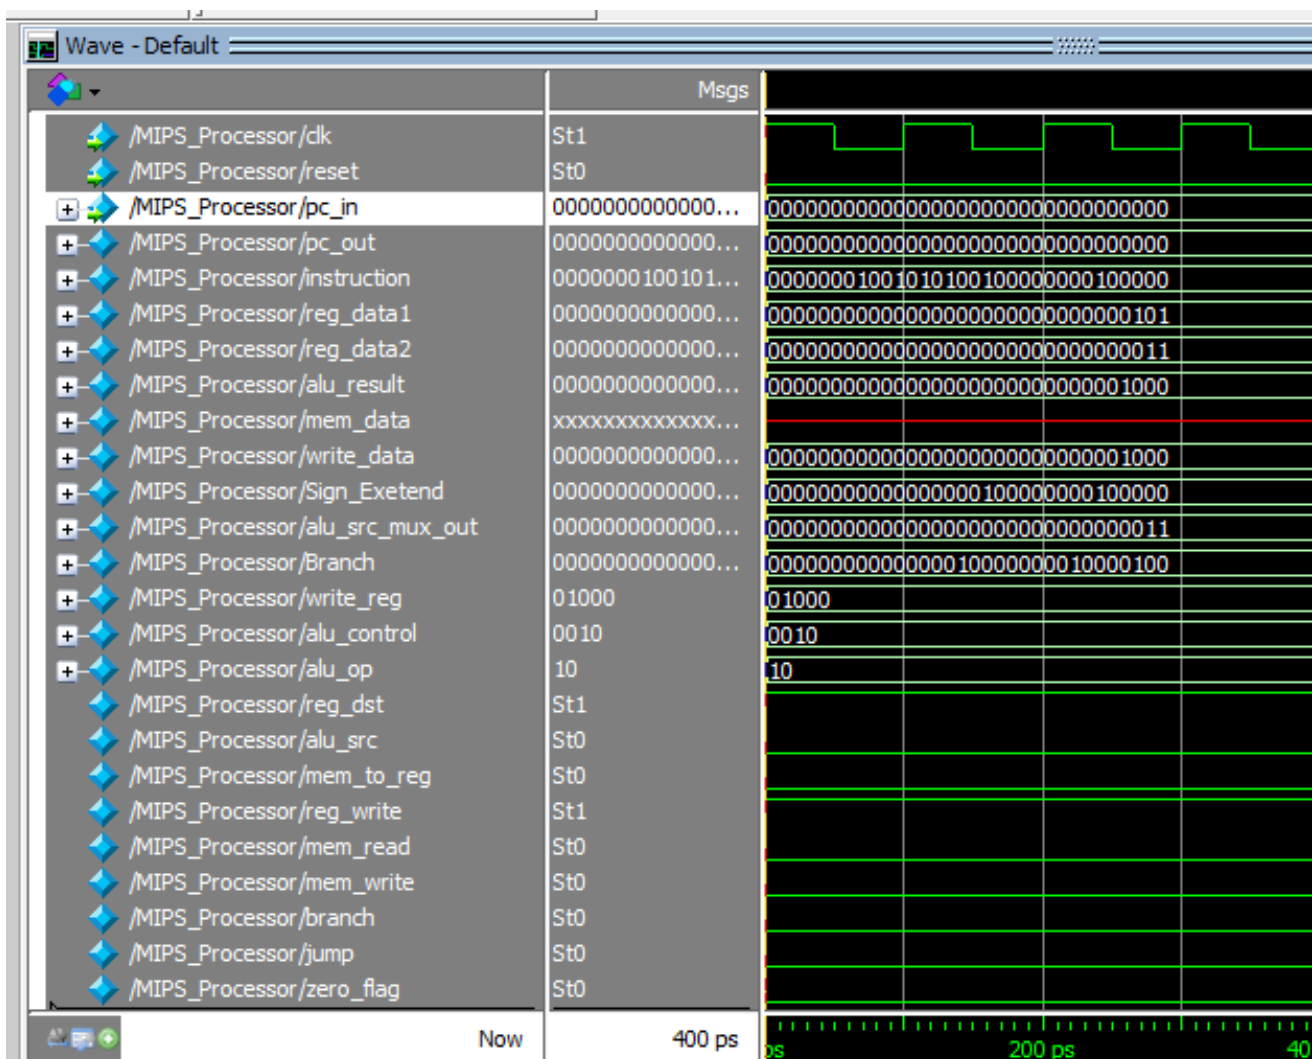 Wave - Default
Msgs
/MIPS_Processor/clk St1
/MIPS_Processor/reset St0
/MIPS_Processor/pc_in 0000000000000... 00000000000000000000000000000000
/MIPS_Processor/pc_out 0000000000000... 00000000000000000000000000000000
/MIPS_Processor/instruction 0000000100101... 00000001001010100100000000100000
/MIPS_Processor/reg_data1 0000000000000... 00000000000000000000000000000101
/MIPS_Processor/reg_data2 0000000000000... 00000000000000000000000000000011
/MIPS_Processor/alu_result 0000000000000... 00000000000000000000000000001000
/MIPS_Processor/mem_data xxxxxxxxxxxxx...
/MIPS_Processor/write_data 0000000000000... 00000000000000000000000000001000
/MIPS_Processor/Sign_Exetend 0000000000000... 00000000000000000100000000100000
/MIPS_Processor/alu_src_mux_out 0000000000000... 00000000000000000000000000000011
/MIPS_Processor/Branch 0000000000000... 00000000000000010000000010000100
/MIPS_Processor/write_reg 01000 01000
/MIPS_Processor/alu_control 0010 0010
/MIPS_Processor/alu_op 10 10
/MIPS_Processor/reg_dst St1
/MIPS_Processor/alu_src St0
/MIPS_Processor/mem_to_reg St0
/MIPS_Processor/reg_write St1
/MIPS_Processor/mem_read St0
/MIPS_Processor/mem_write St0
/MIPS_Processor/branch St0
/MIPS_Processor/jump St0
/MIPS_Processor/zero_flag St0
Now 400 ps ps 200 ps 40